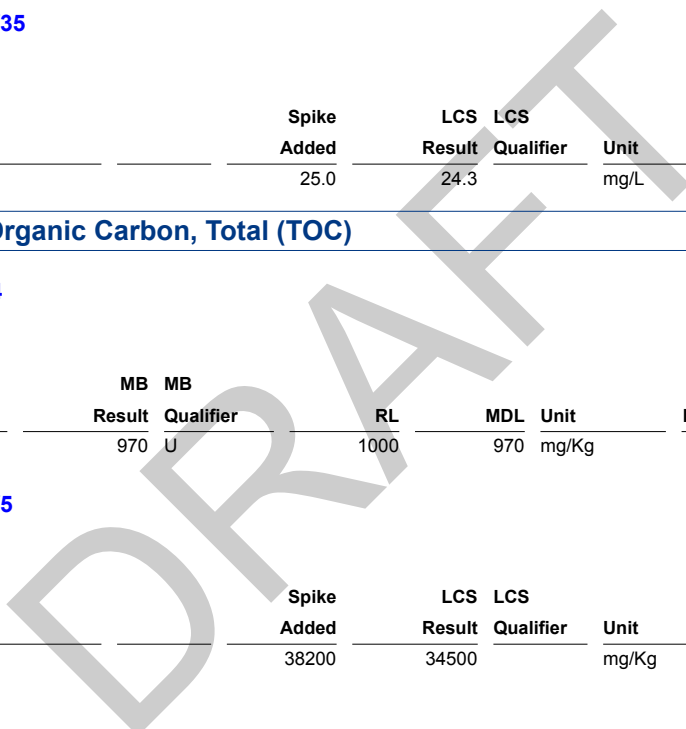 35
Spike LCS LCS
Added Result Qualifier Unit
25.0 24.3 mg/L
Organic Carbon, Total (TOC)
MB MB
Result Qualifier RL MDL Unit
970 U 1000 970 mg/Kg
5
Spike LCS LCS
Added Result Qualifier Unit
38200 34500 mg/Kg
DRAFT